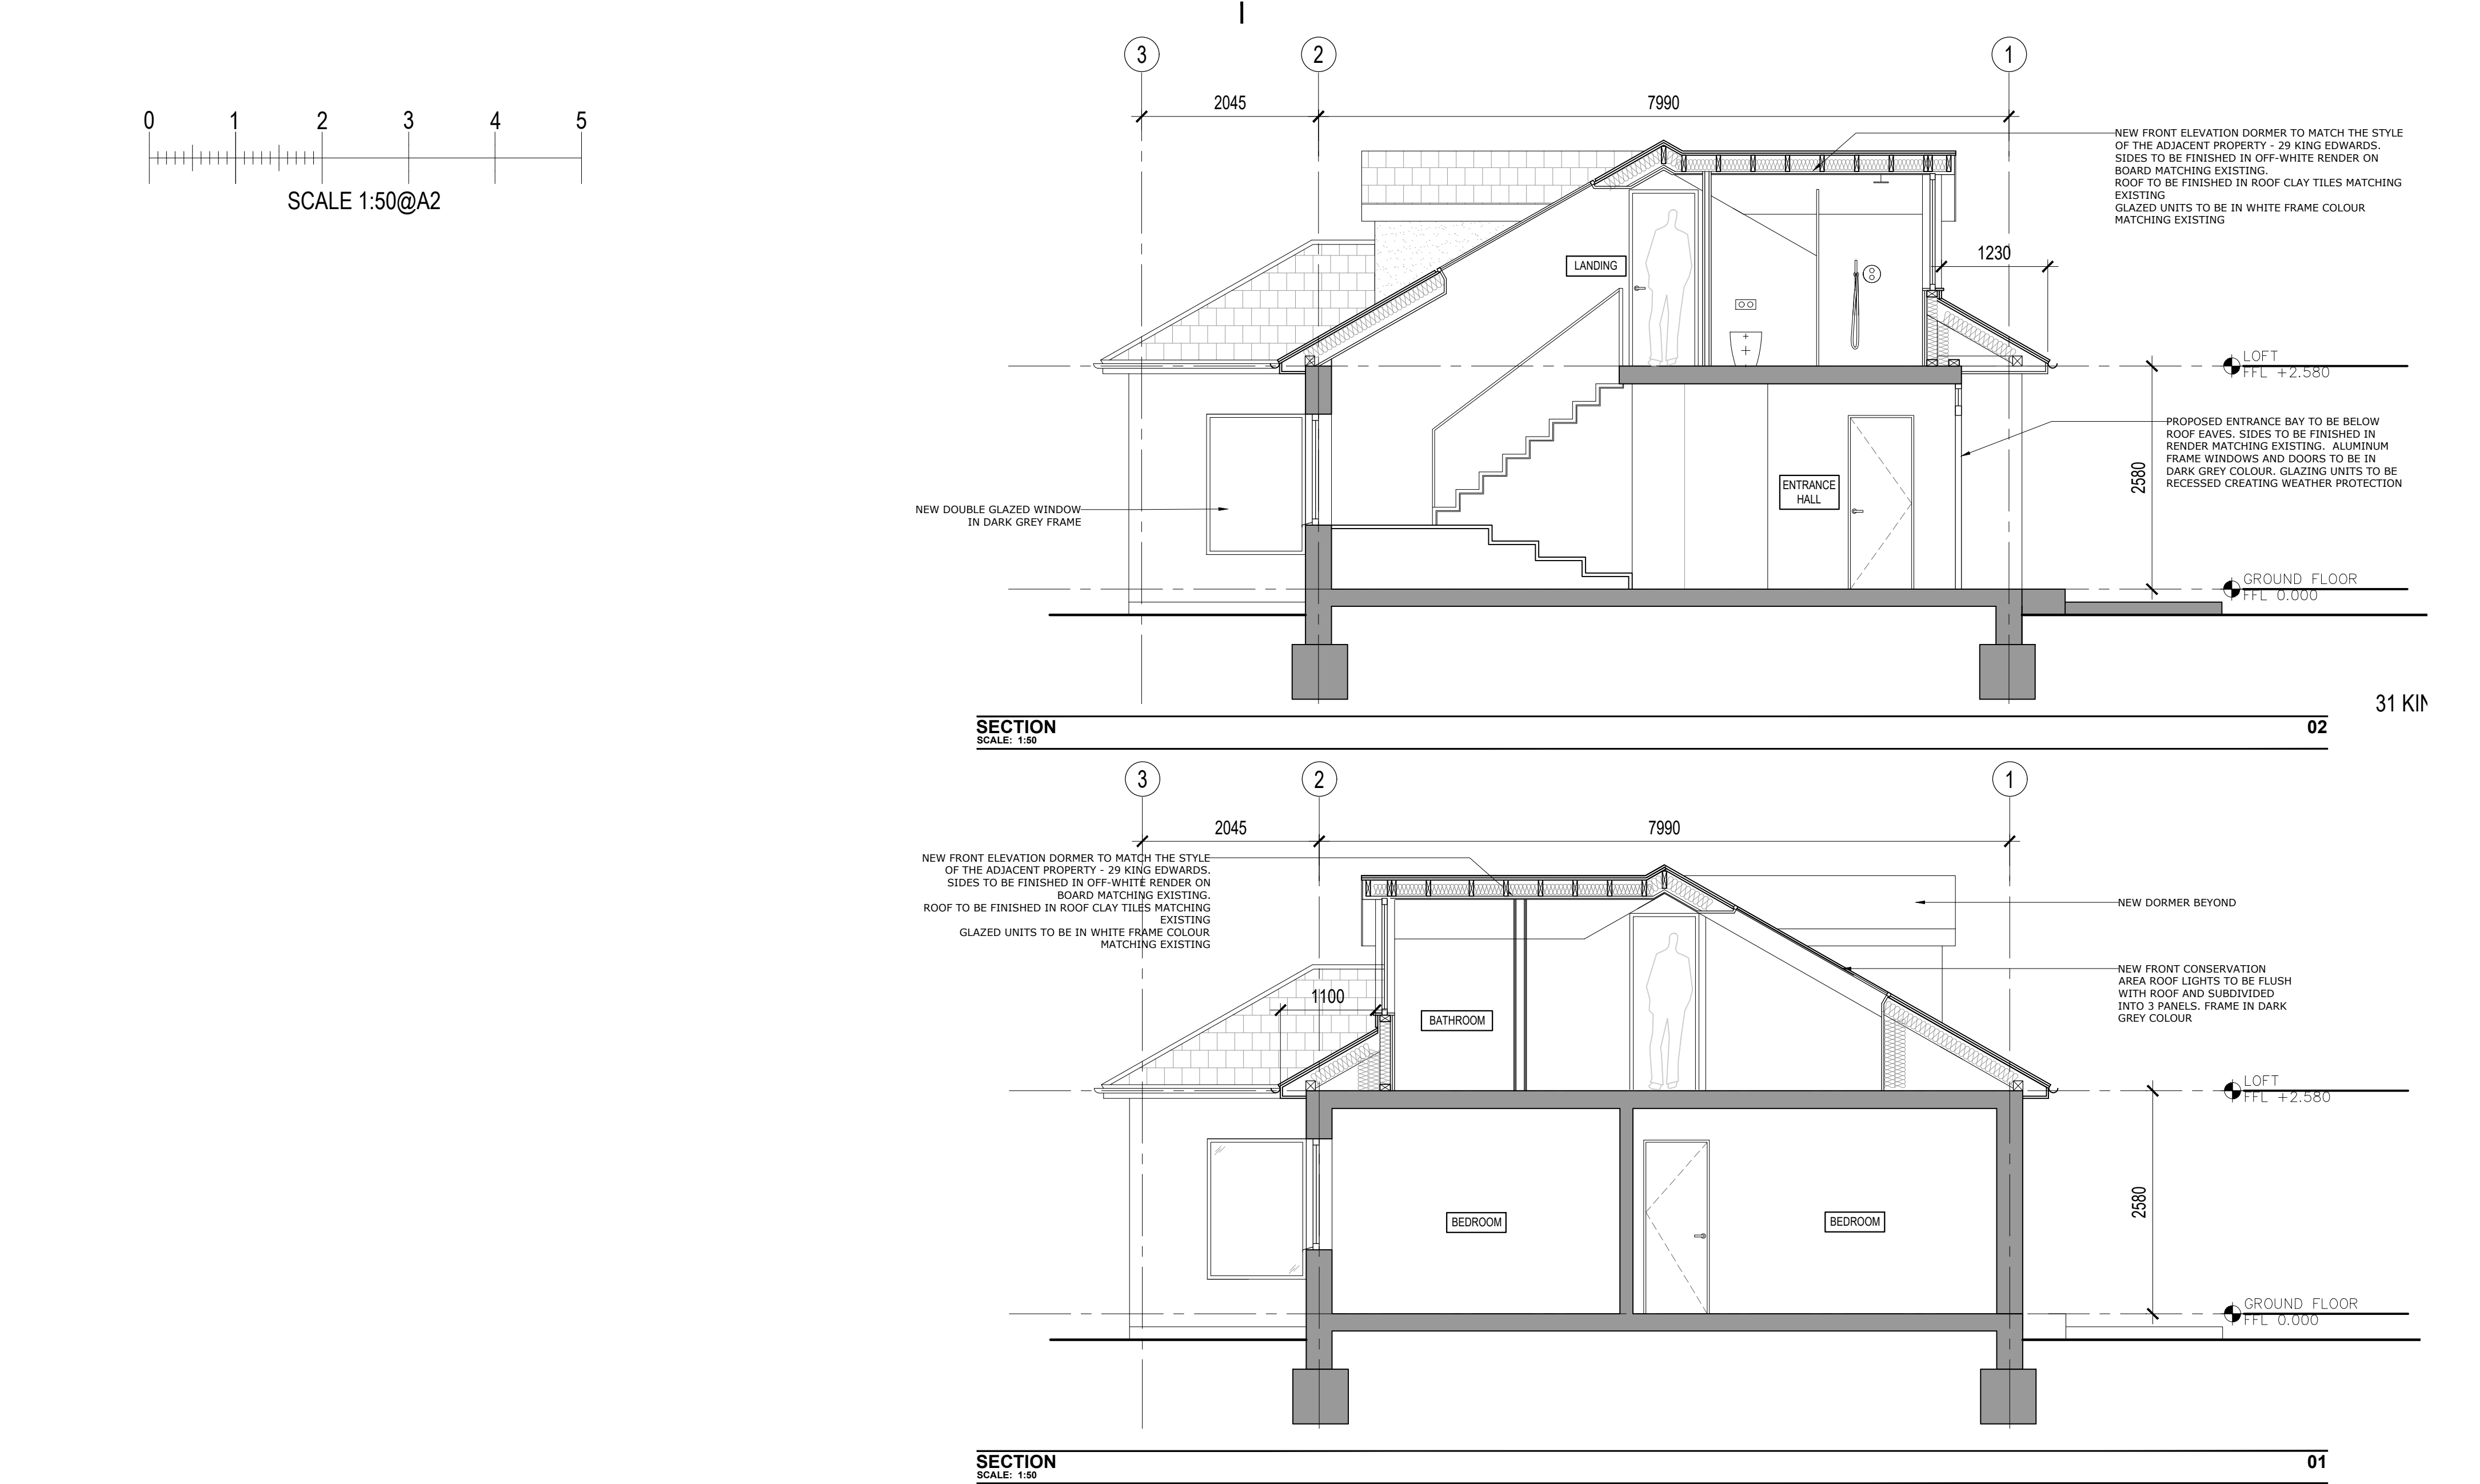 0 1 2 3 4 5
SCALE 1:50@A2
3 2 1
2045 7990
NEW FRONT ELEVATION DORMER TO MATCH THE STYLE
OF THE ADJACENT PROPERTY - 29 KING EDWARDS.
SIDES TO BE FINISHED IN OFF-WHITE RENDER ON
BOARD MATCHING EXISTING.
ROOF TO BE FINISHED IN ROOF CLAY TILES MATCHING
EXISTING
GLAZED UNITS TO BE IN WHITE FRAME COLOUR
MATCHING EXISTING
1230
LANDING
LOFT
FFL +2.580
PROPOSED ENTRANCE BAY TO BE BELOW
ROOF EAVES. SIDES TO BE FINISHED IN
RENDER MATCHING EXISTING. ALUMINUM
FRAME WINDOWS AND DOORS TO BE IN
DARK GREY COLOUR. GLAZING UNITS TO BE
RECESSED CREATING WEATHER PROTECTION
2580
ENTRANCE
HALL
NEW DOUBLE GLAZED WINDOW
IN DARK GREY FRAME
GROUND FLOOR
FFL 0.000
31 KIN
SECTION 02
SCALE: 1:50
3 2 1
2045 7990
NEW FRONT ELEVATION DORMER TO MATCH THE STYLE
OF THE ADJACENT PROPERTY - 29 KING EDWARDS.
SIDES TO BE FINISHED IN OFF-WHITE RENDER ON
BOARD MATCHING EXISTING.
ROOF TO BE FINISHED IN ROOF CLAY TILES MATCHING
EXISTING
GLAZED UNITS TO BE IN WHITE FRAME COLOUR
MATCHING EXISTING
NEW DORMER BEYOND
NEW FRONT CONSERVATION
AREA ROOF LIGHTS TO BE FLUSH
WITH ROOF AND SUBDIVIDED
INTO 3 PANELS. FRAME IN DARK
GREY COLOUR
1100
BATHROOM
LOFT
FFL +2.580
2580
BEDROOM BEDROOM
GROUND FLOOR
FFL 0.000
SECTION 01
SCALE: 1:50